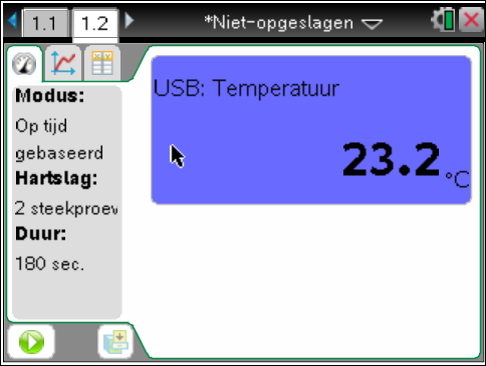 1.1 1.2 *Niet-opgeslagen
Modus:
Op tijd
gebaseerd
Hartslag:
2 steekproev
Duur:
180 sec.
USB: Temperatuur
23.2 °C